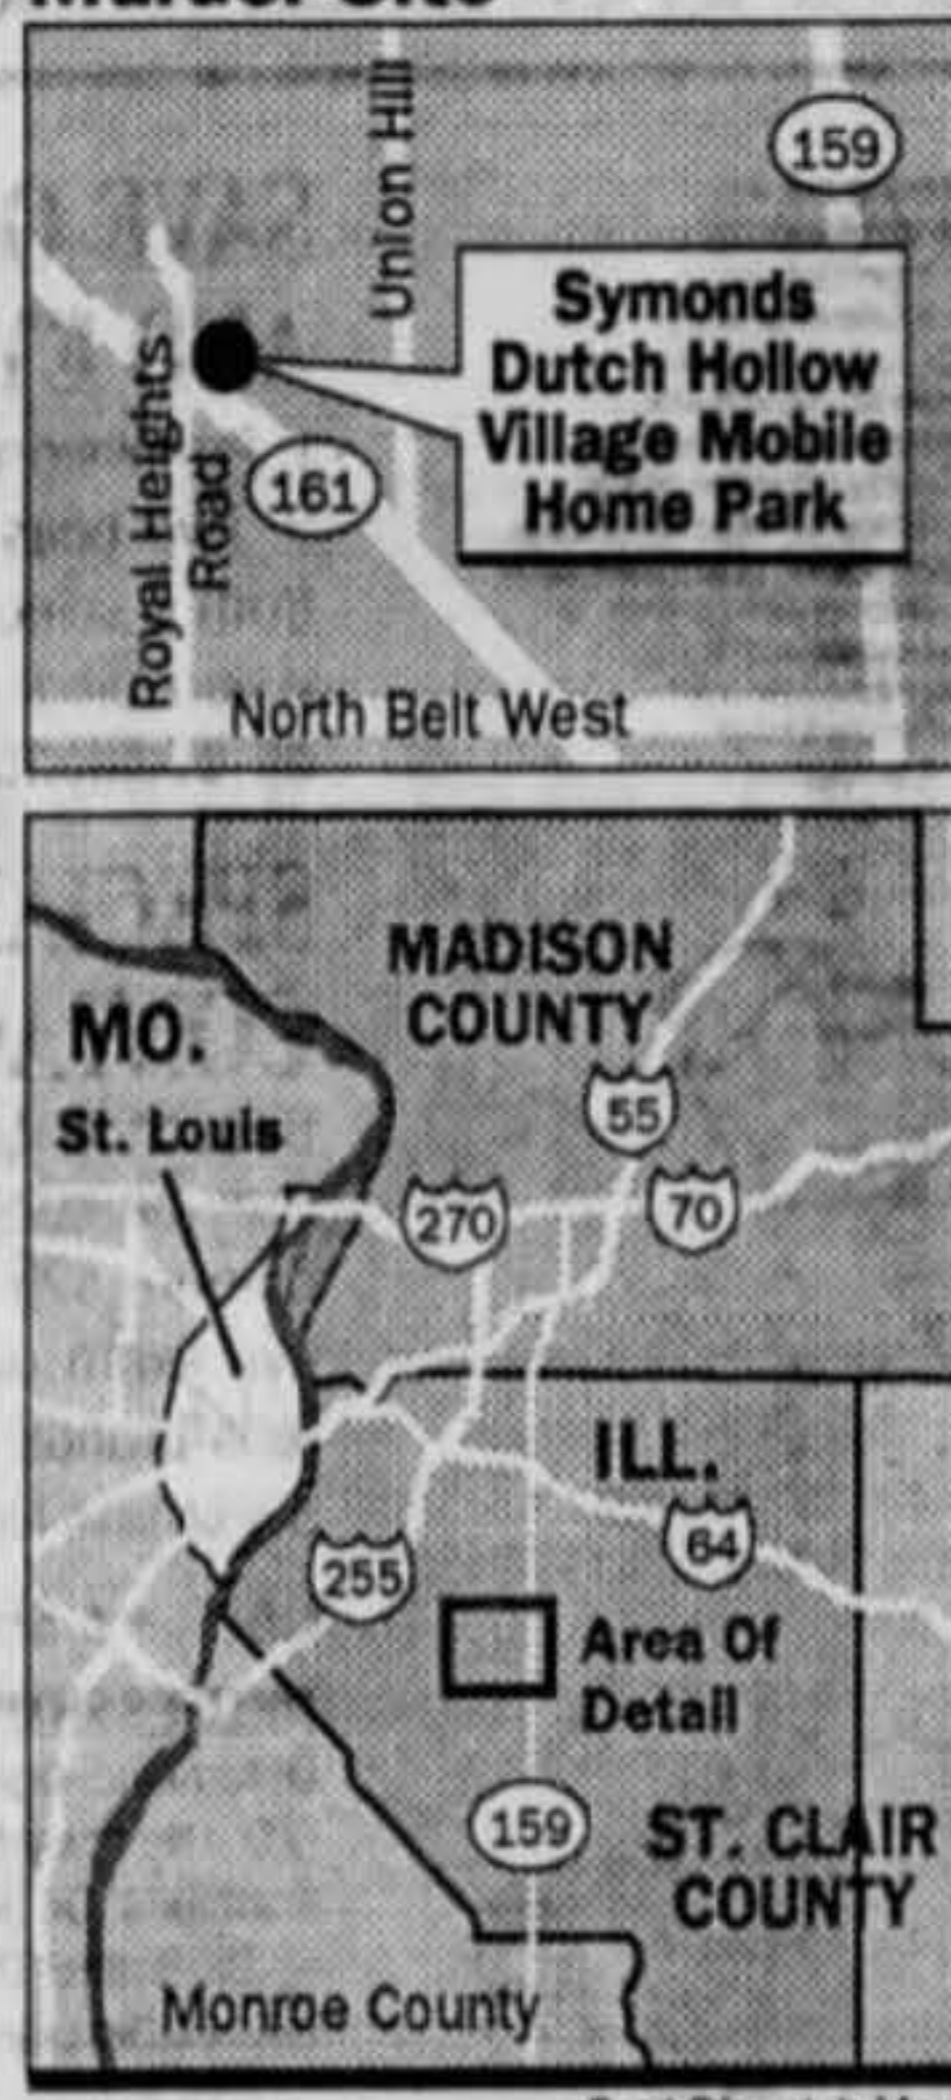 Union Hill
159
Symonds
Dutch Hollow
Village Mobile
Home Park
Royal Heights
Road
161
North Belt West
MADISON
COUNTY
MO.
St. Louis
55
270
70
ILL.
64
255
Area Of
Detail
159
ST. CLAIR
COUNTY
Monroe County